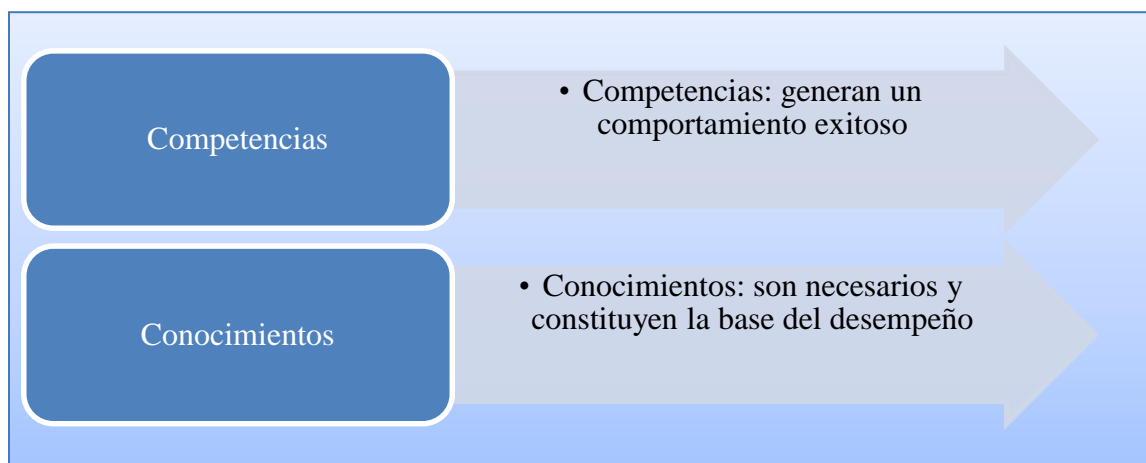 Competencias
• Competencias: generan un
comportamiento exitoso
Conocimientos
• Conocimientos: son necesarios y
constituyen la base del desempeño